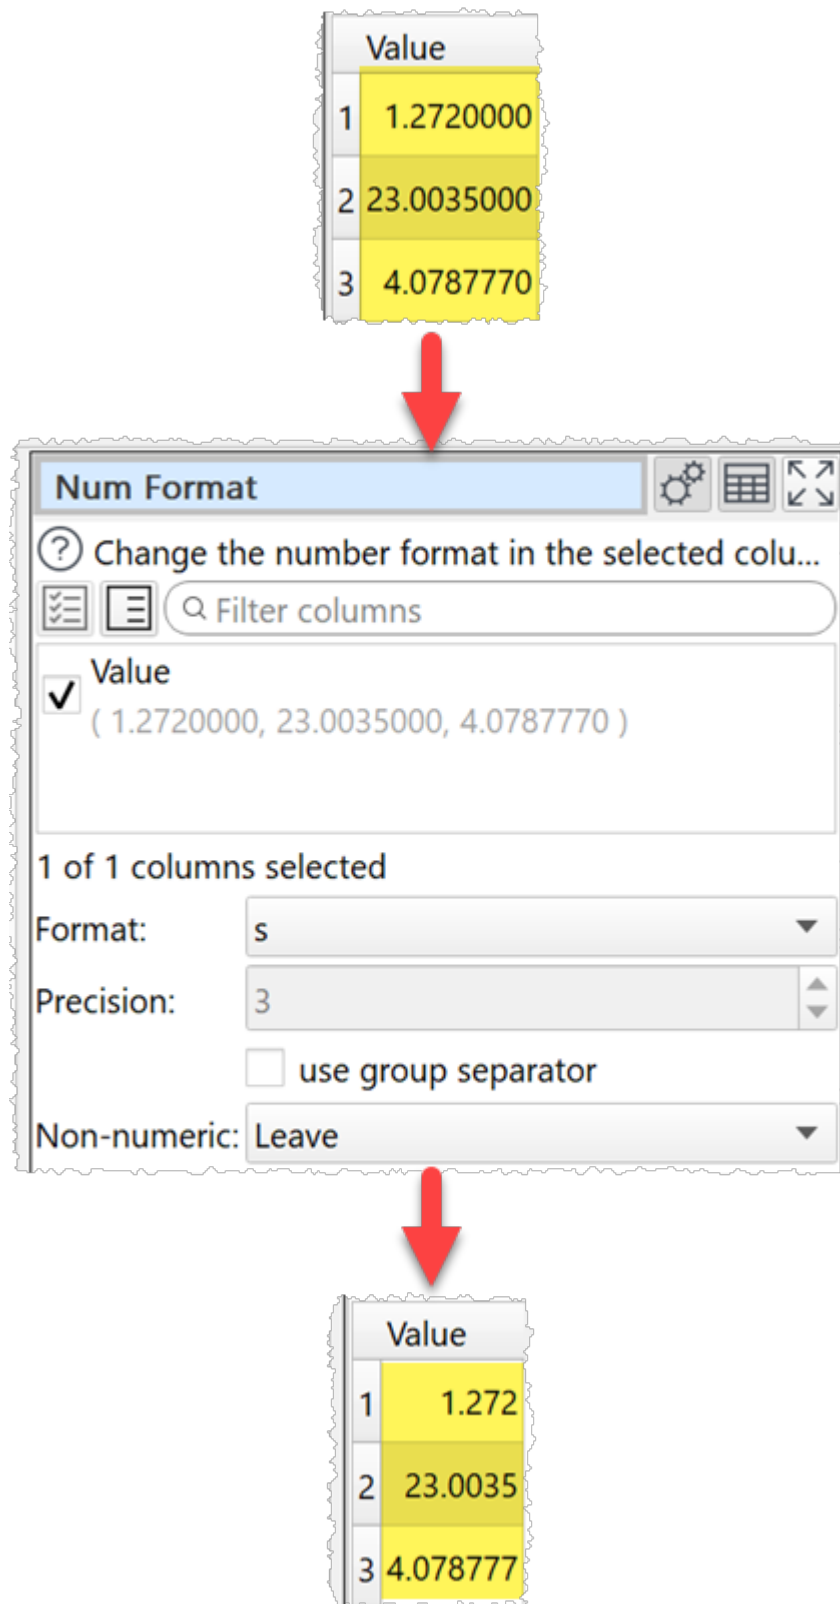 Value
1 1.2720000
2 23.0035000
3 4.0787770
Num Format
? Change the number format in the selected colu...
Filter columns
Value
( 1.2720000, 23.0035000, 4.0787770 )
1 of 1 columns selected
Format: s
Precision: 3
use group separator
Non-numeric: Leave
Value
1 1.272
2 23.0035
3 4.078777